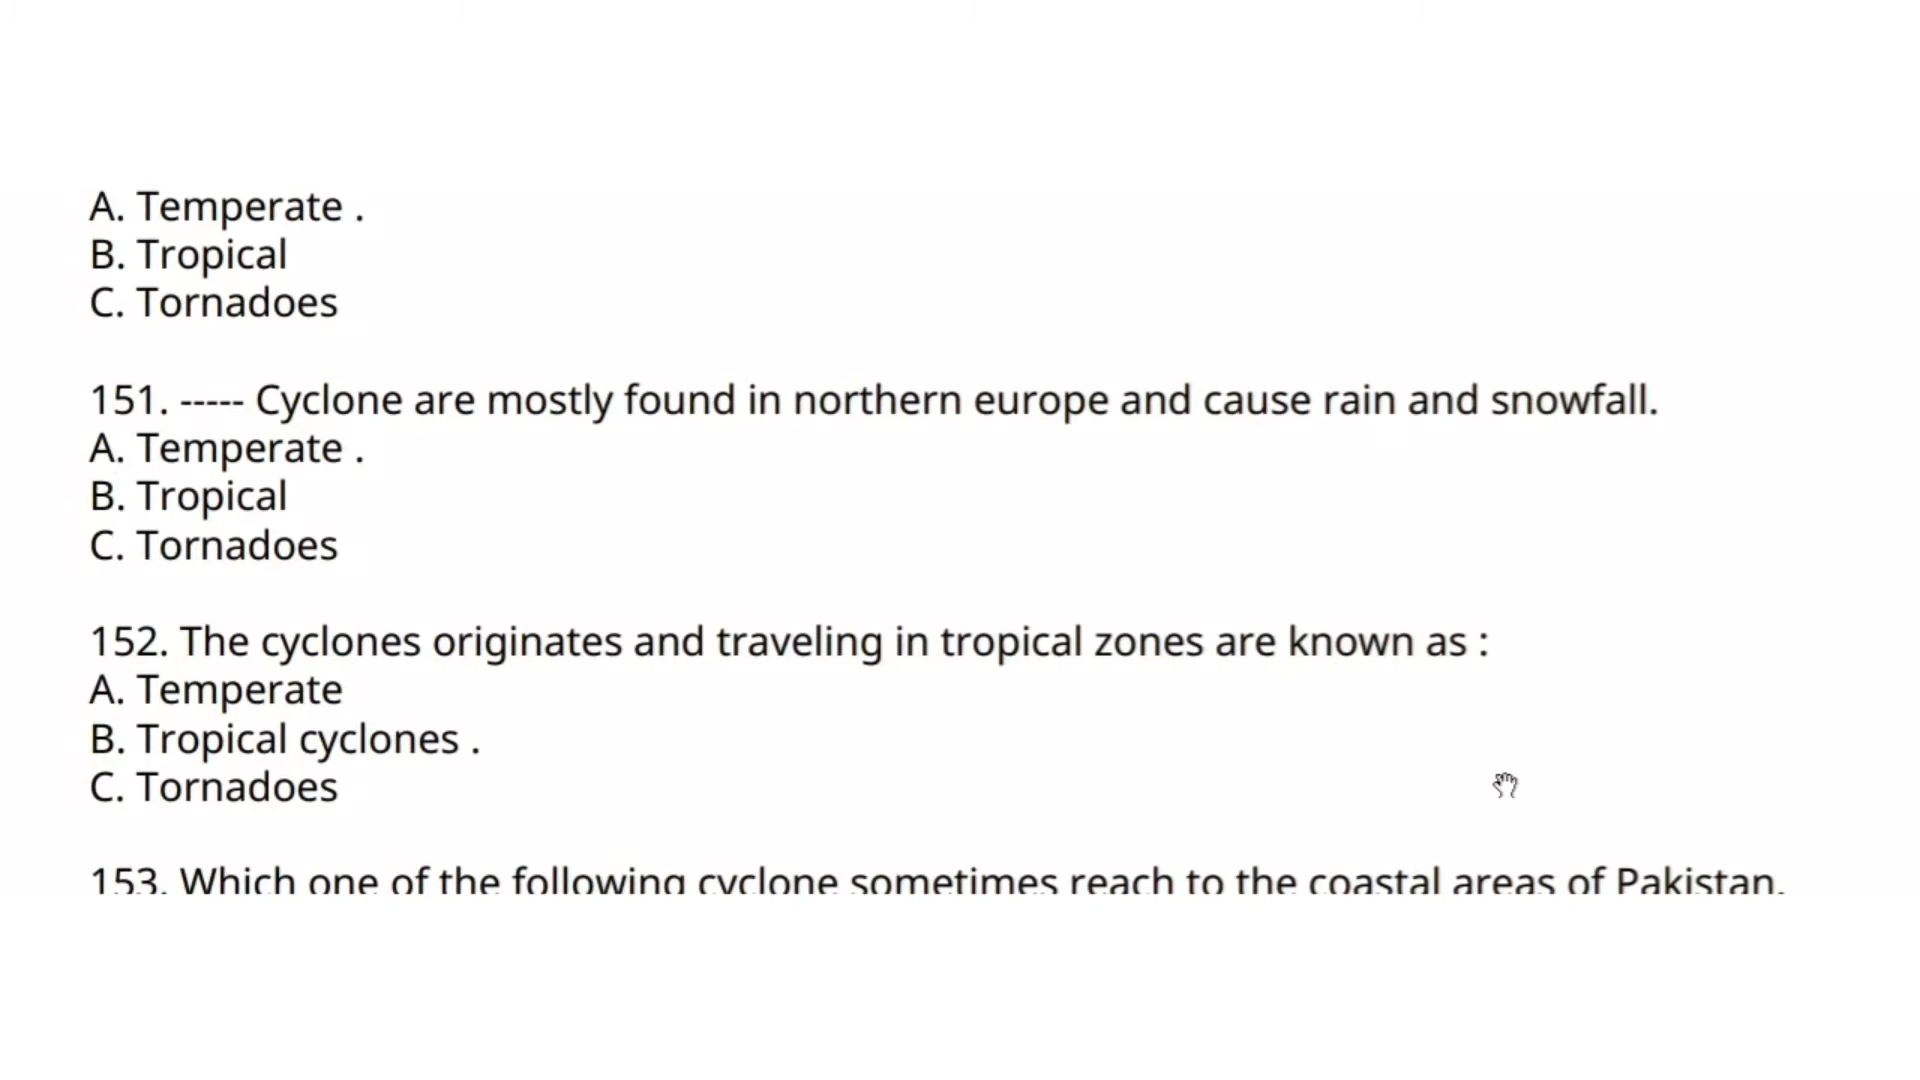 A. Temperate .
B. Tropical
C. Tornadoes
151. ----- Cyclone are mostly found in northern europe and cause rain and snowfall.
A. Temperate .
B. Tropical
C. Tornadoes
152. The cyclones originates and traveling in tropical zones are known as :
A. Temperate
B. Tropical cyclones .
C. Tornadoes
153. Which one of the following cyclone sometimes reach to the coastal areas of Pakistan.